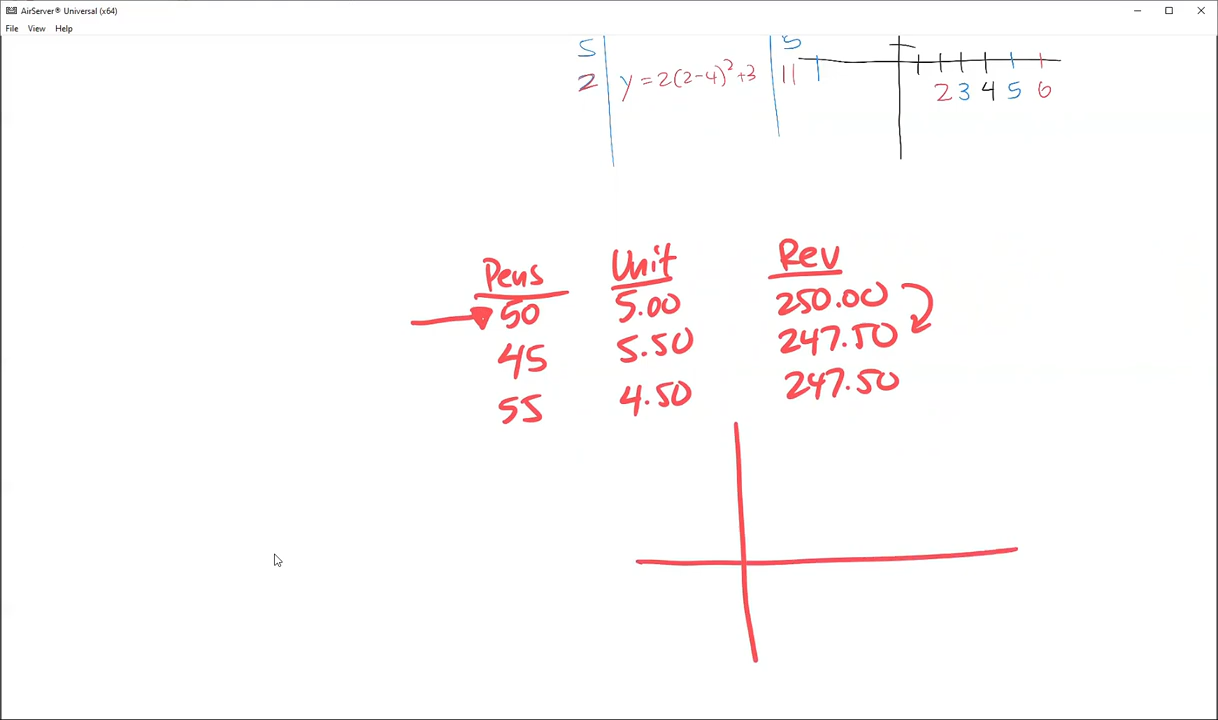 AirServer® Universal (x64)
File View Help
5 5
2 y = 2(2-4)²+3 11
2 3 4 5 6
Pens Unit Rev
50 5.00 250.00
45 5.50 247.50
55 4.50 247.50